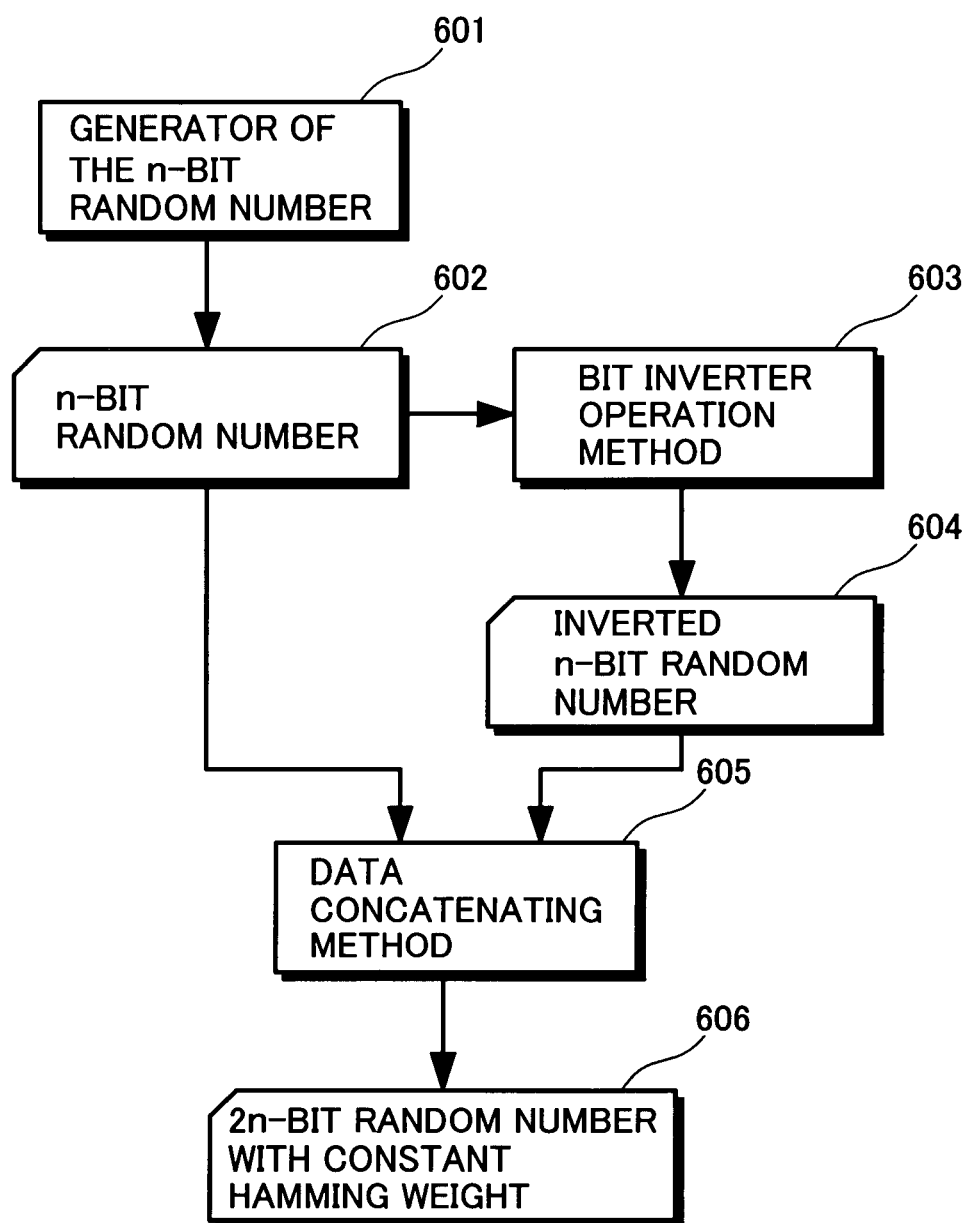 601
GENERATOR OF
THE n-BIT
RANDOM NUMBER
602
n-BIT
RANDOM NUMBER
603
BIT INVERTER
OPERATION
METHOD
604
INVERTED
n-BIT RANDOM
NUMBER
605
DATA
CONCATENATING
METHOD
606
2n-BIT RANDOM NUMBER
WITH CONSTANT
HAMMING WEIGHT